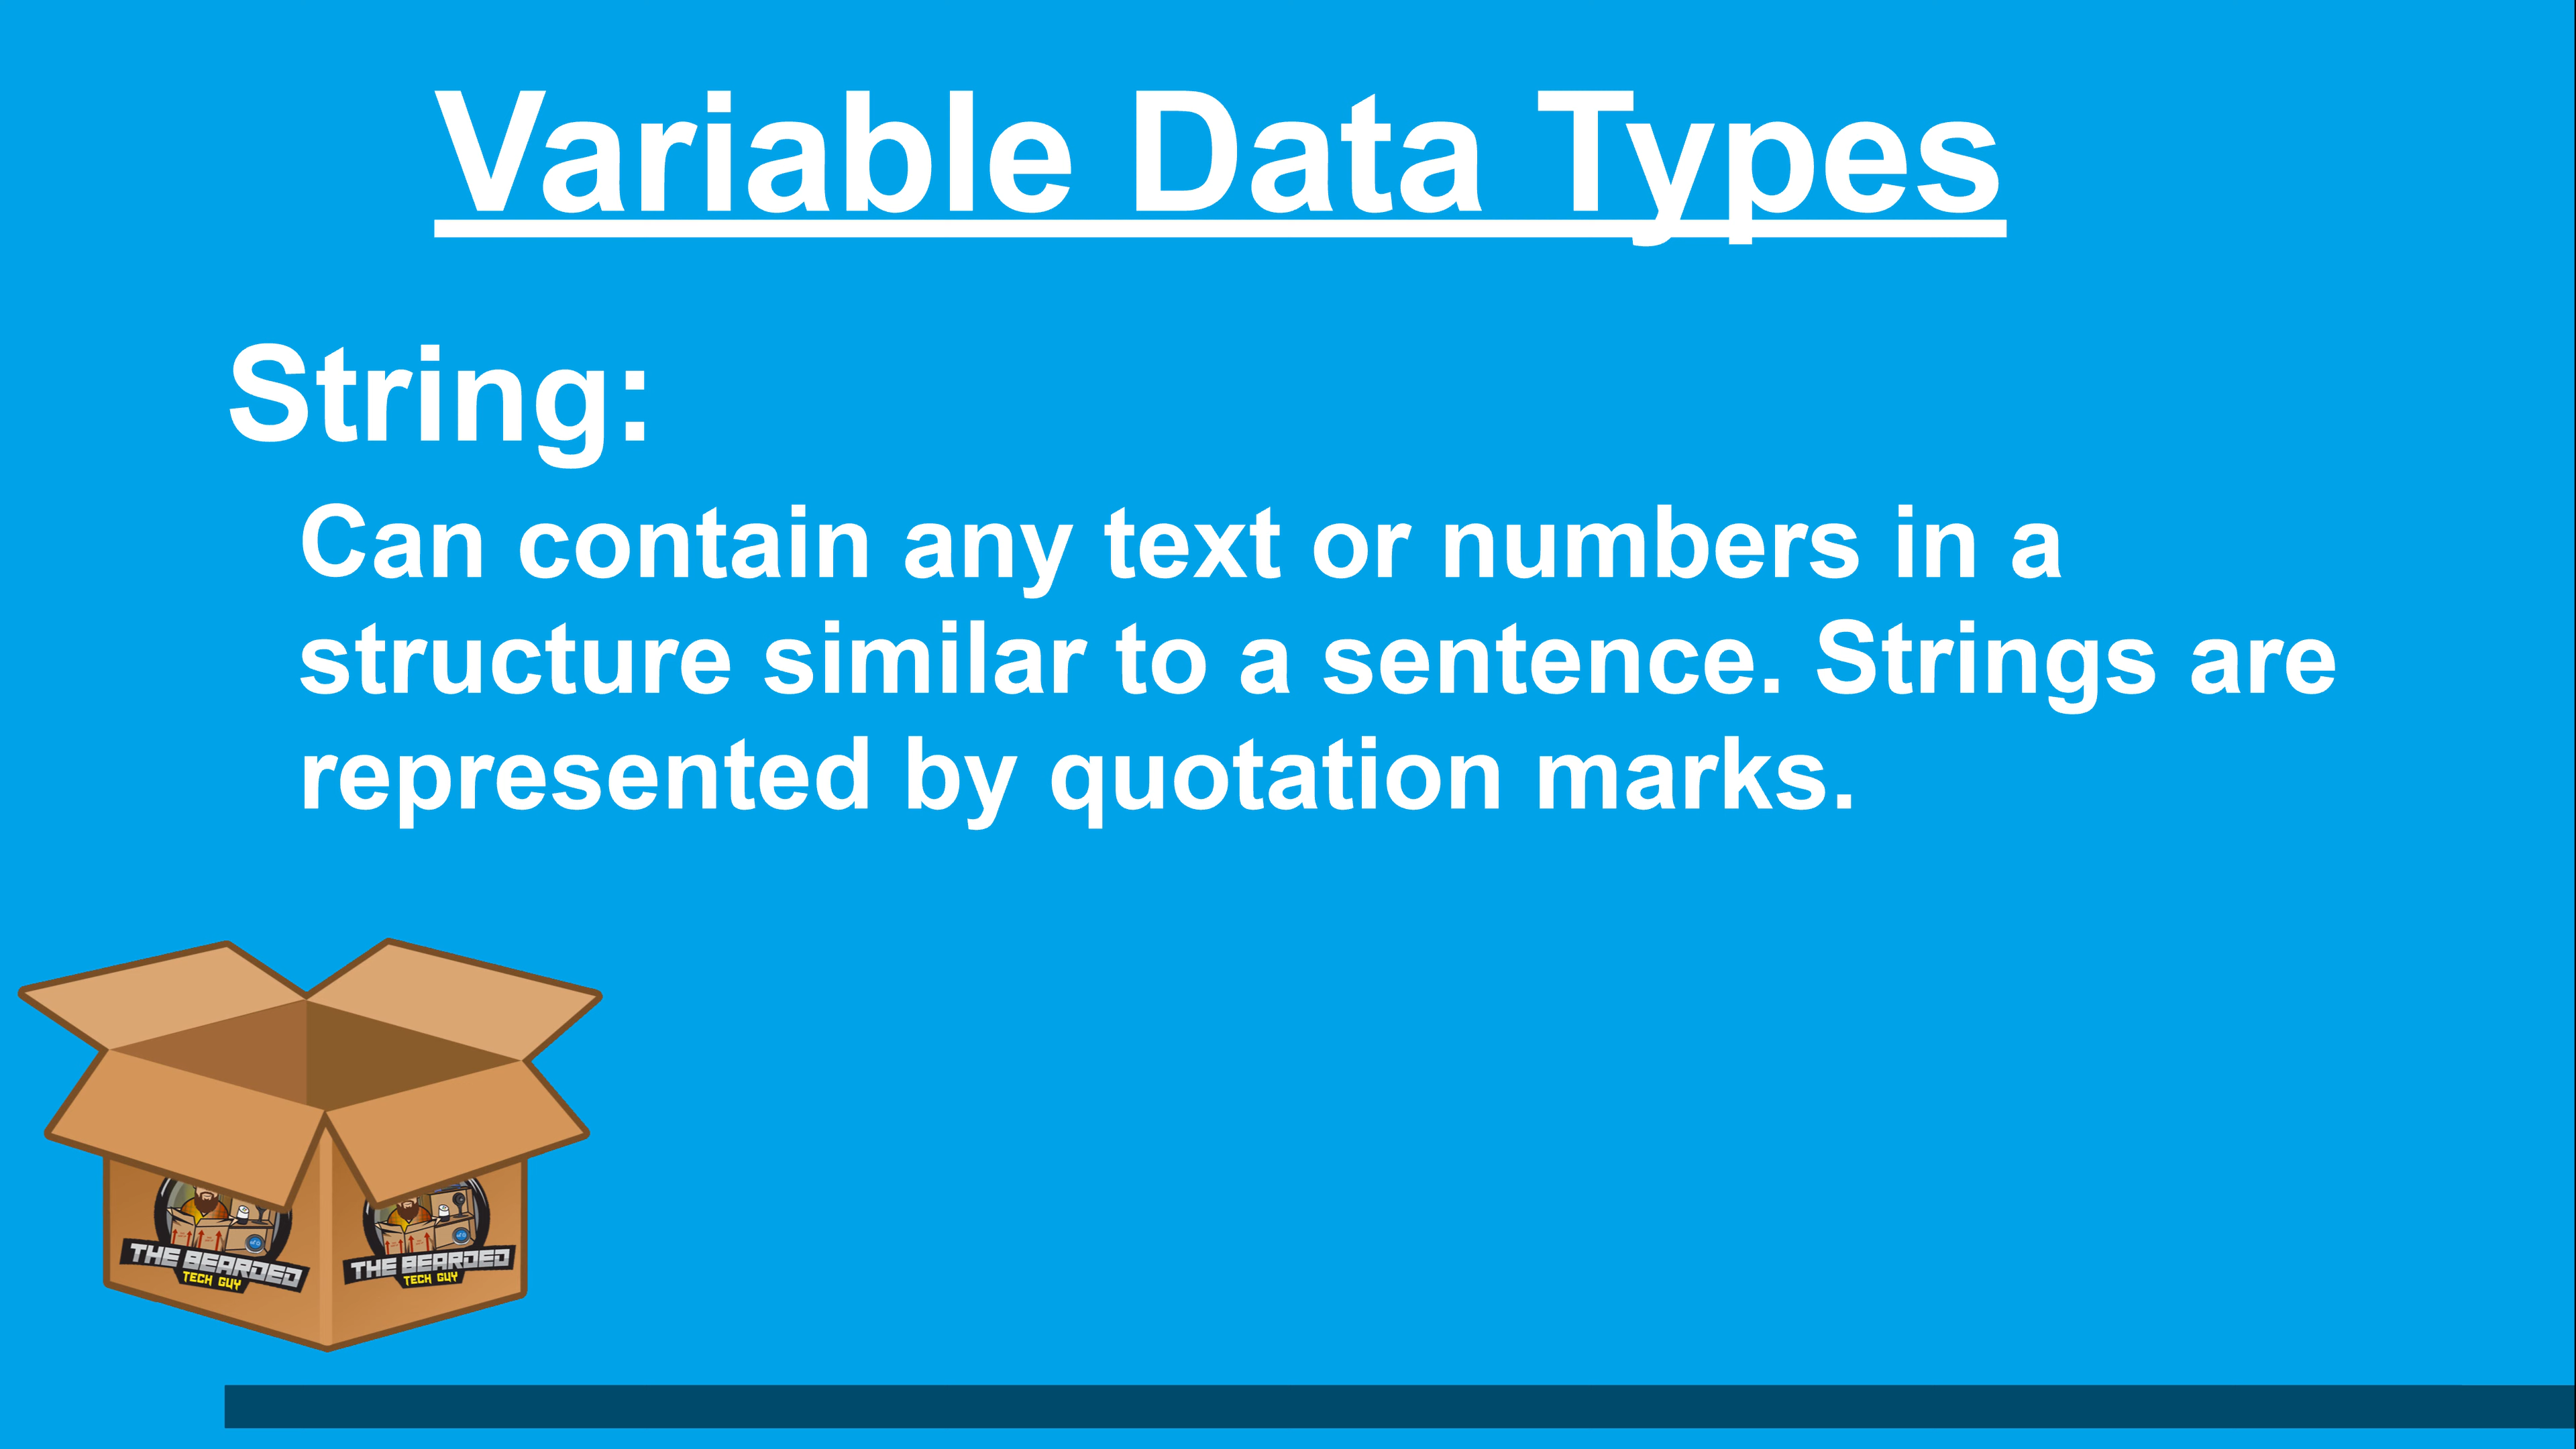 Variable Data Types
String:
Can contain any text or numbers in a
structure similar to a sentence. Strings are
represented by quotation marks.
THE BEARDED
TECH GUY
THE BEARDED
TECH GUY